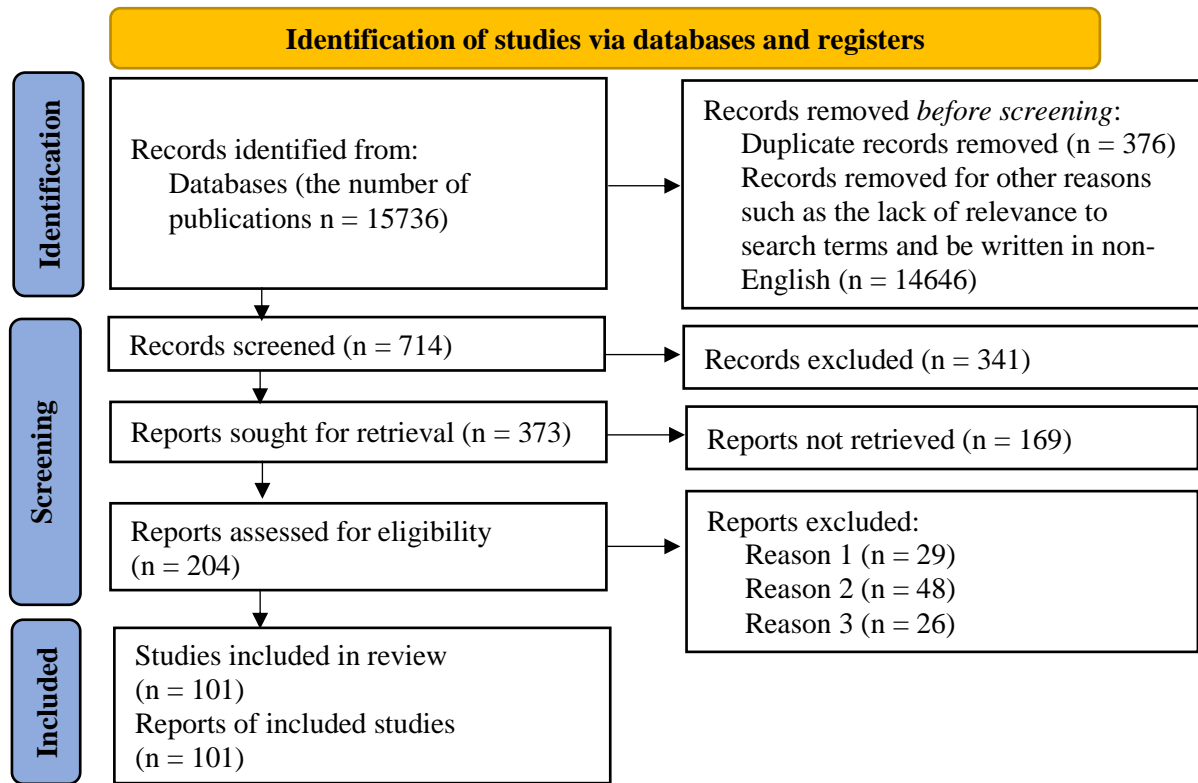 Identification of studies via databases and registers
Identification
Records identified from:
Databases (the number of
publications n = 15736)
Records removed before screening:
Duplicate records removed (n = 376)
Records removed for other reasons
such as the lack of relevance to
search terms and be written in non-
English (n = 14646)
Screening
Records screened (n = 714)
Records excluded (n = 341)
Reports sought for retrieval (n = 373)
Reports not retrieved (n = 169)
Reports assessed for eligibility
(n = 204)
Reports excluded:
Reason 1 (n = 29)
Reason 2 (n = 48)
Reason 3 (n = 26)
Included
Studies included in review
(n = 101)
Reports of included studies
(n = 101)